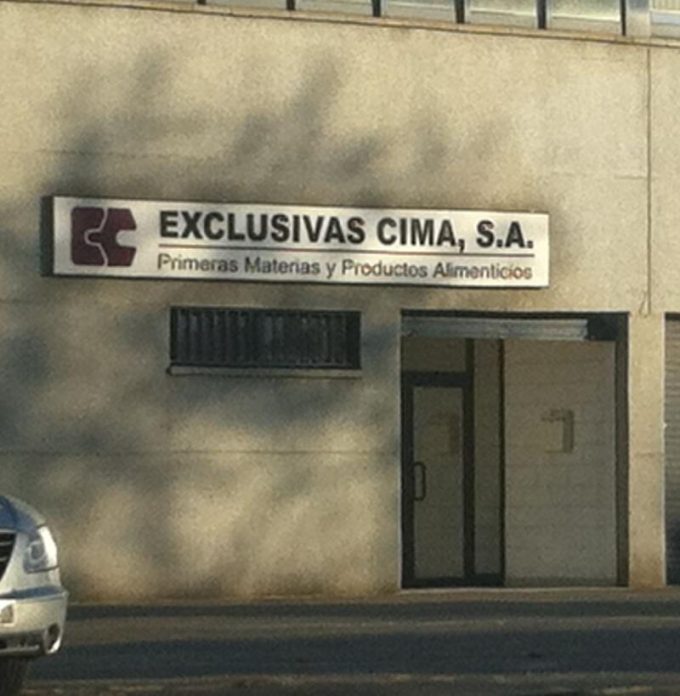 EXCLUSIVAS CIMA, S.A.
Primeras Materias y Productos Alimenticios